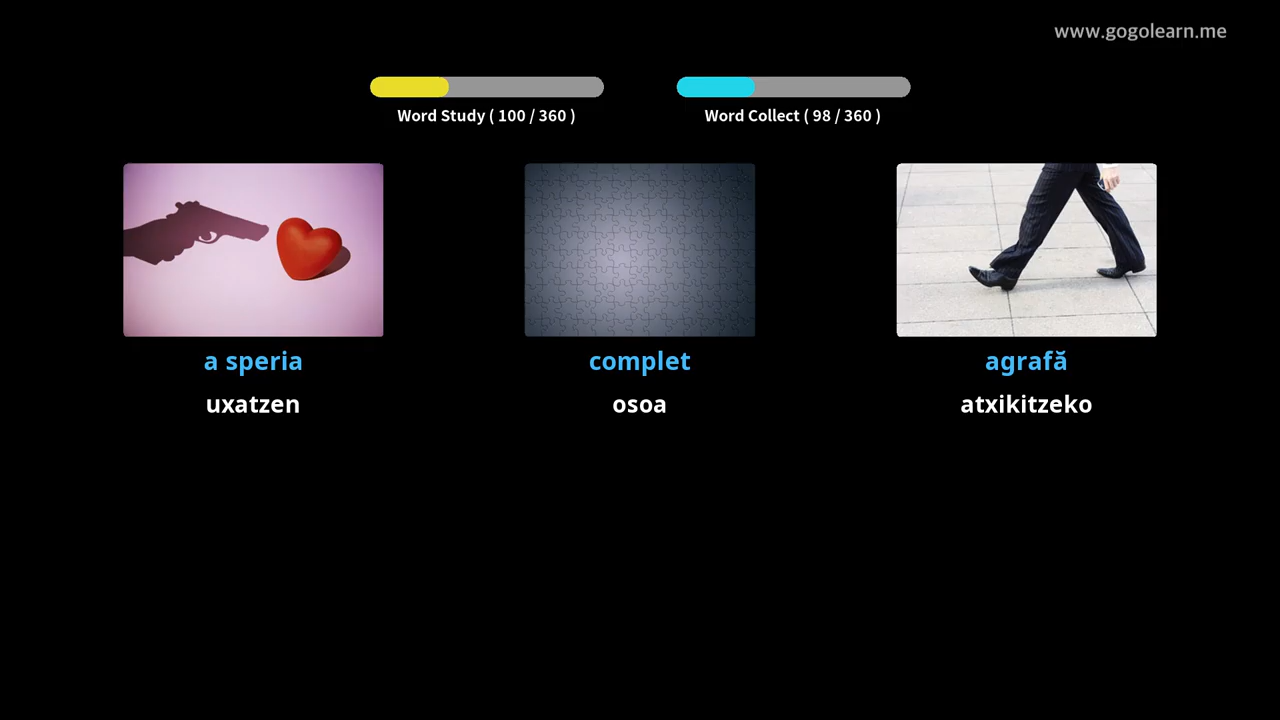 www.gogolearn.me
Word Study ( 100 / 360 )
Word Collect ( 98 / 360 )
a speria
complet
agrafă
uxatzen
osoa
atxikitzeko